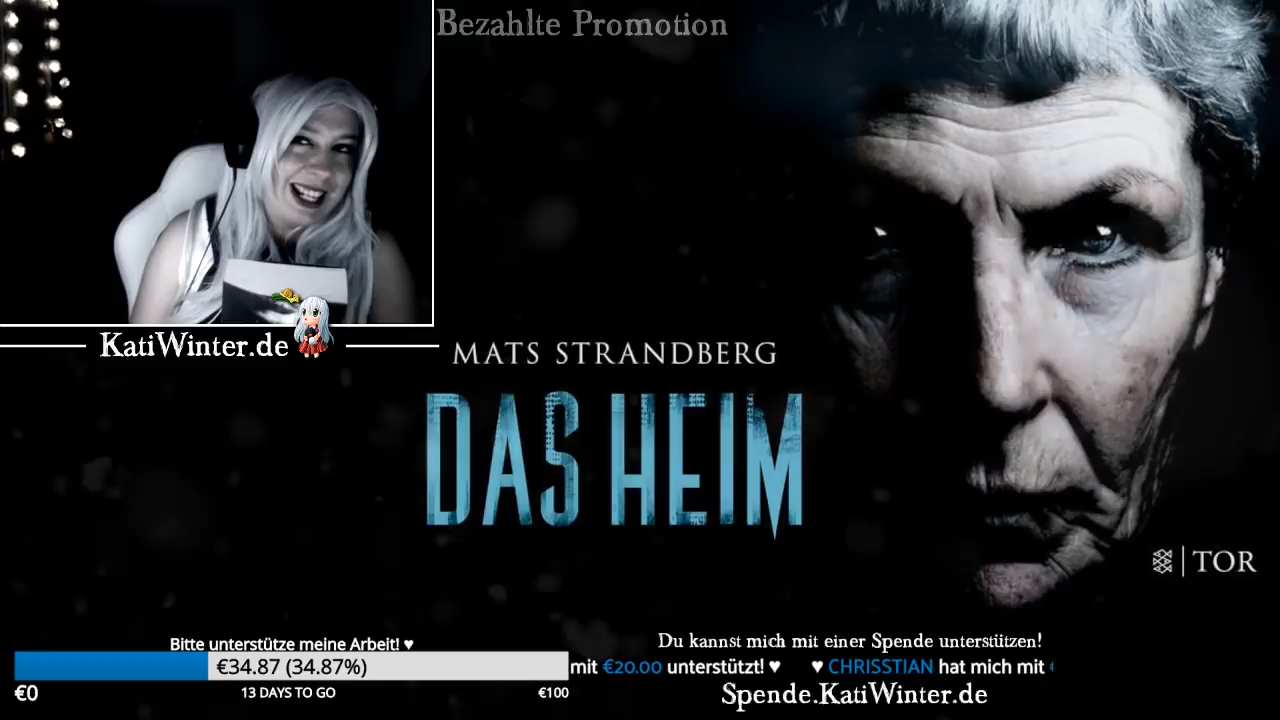 Bezahlte Promotion
KatiWinter.de
MATS STRANDBERG
DAS HEIM
TOR
Bitte unterstütze meine Arbeit! ♥
€34.87 (34.87%)
€0
13 DAYS TO GO
€100
Du kannst mich mit einer Spende unterstützen!
mit €20.00 unterstützt! ♥ ♥ CHRISSTIAN hat mich mit
Spende.KatiWinter.de